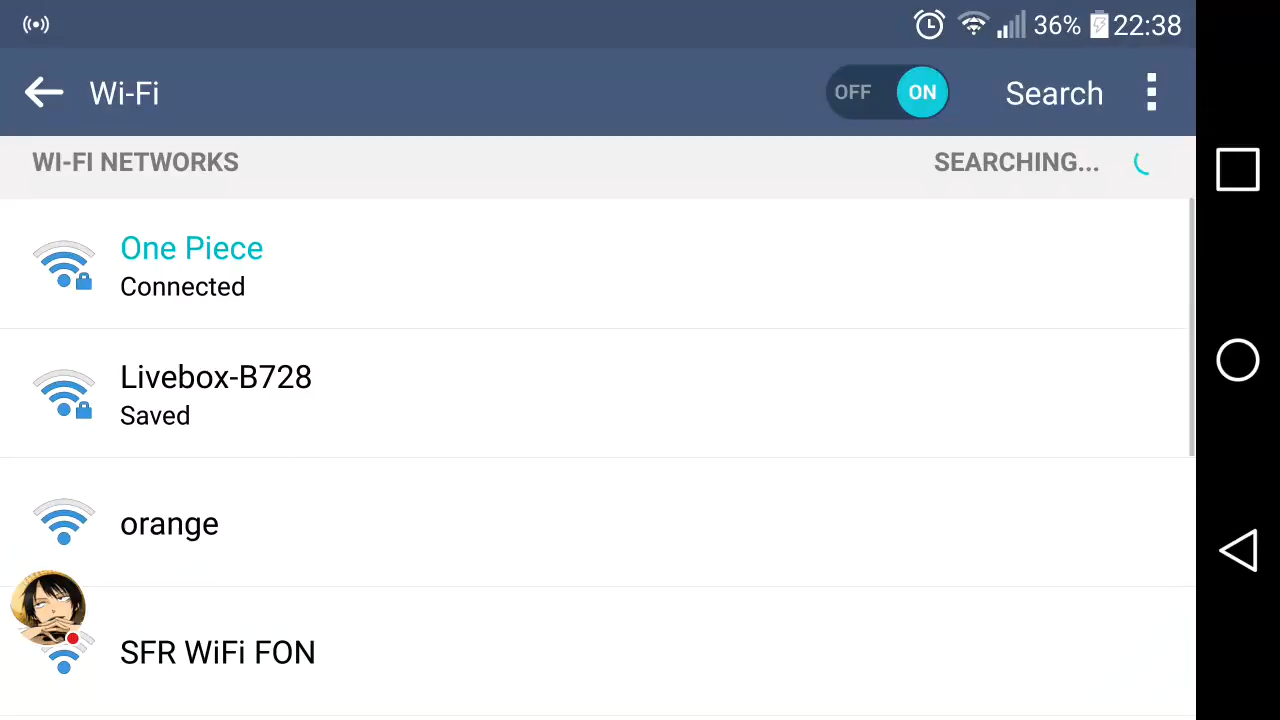 36% 22:38
Wi-Fi OFF ON Search
WI-FI NETWORKS SEARCHING...
One Piece
Connected
Livebox-B728
Saved
orange
SFR WiFi FON